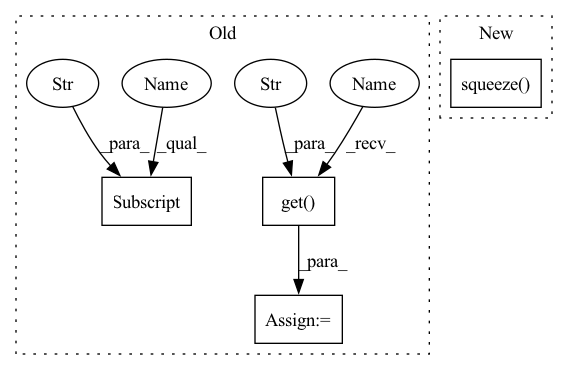 Old
New
Str
Name
Str
Name
squeeze()
_para_
_qual_
_para_
_recv_
Subscript
get()
_para_
Assign:=